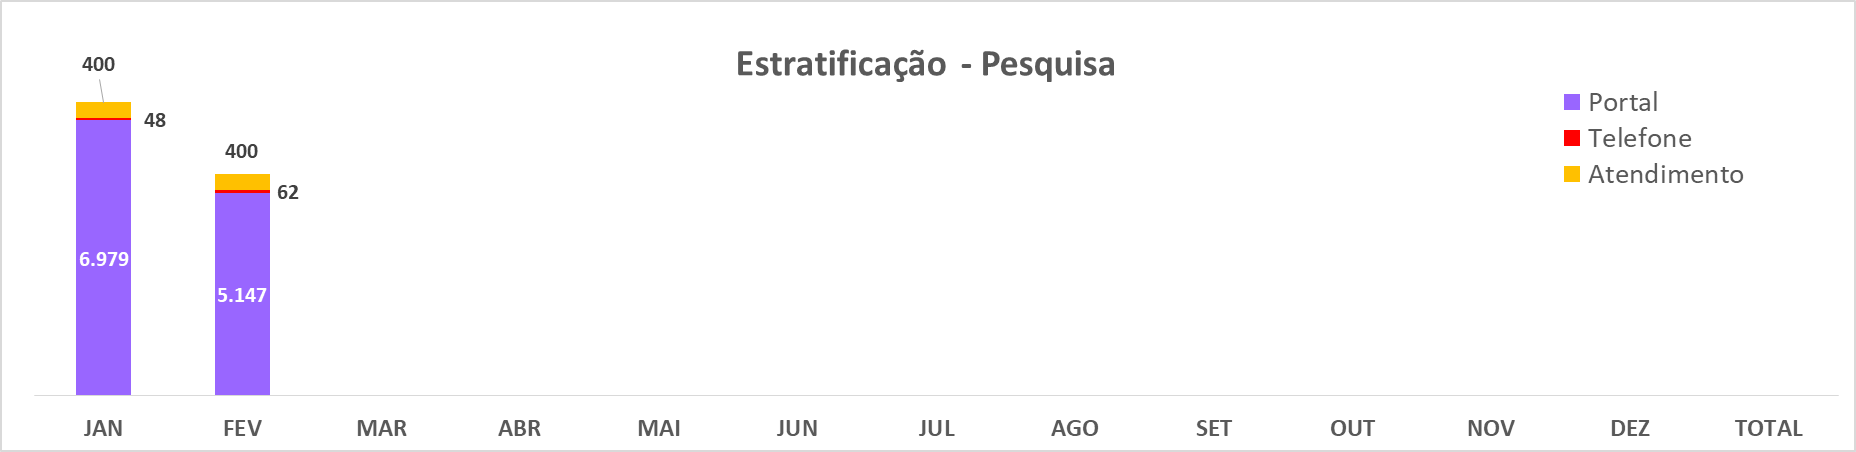 Estratificação - Pesquisa
Portal
Telefone
Atendimento
400
48
6.979
400
62
5.147
JAN FEV MAR ABR MAI JUN JUL AGO SET OUT NOV DEZ TOTAL